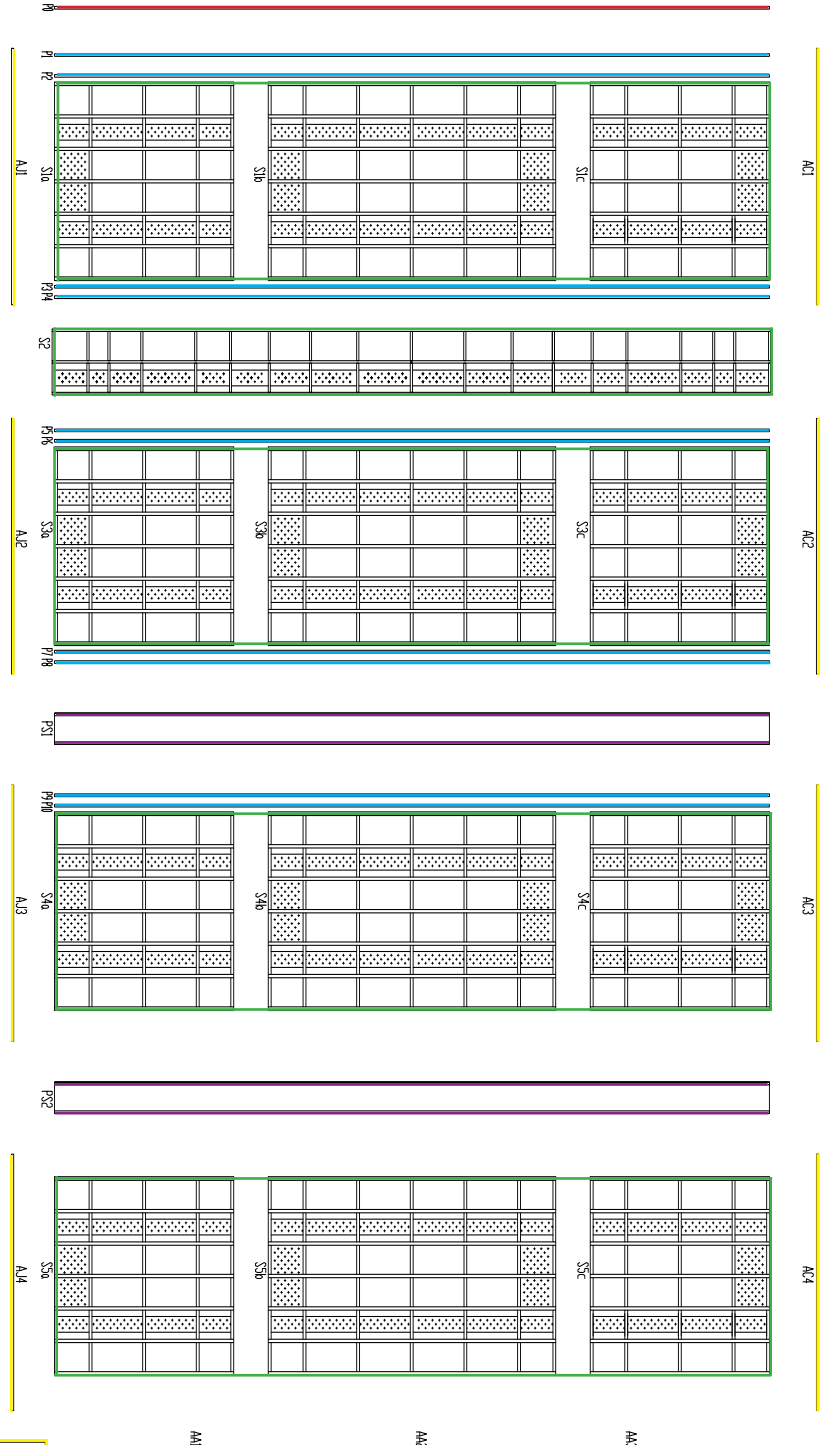 P0
P1
P2
AJ1
S1a
S1b
S1c
AC1
P3
P4
S2
P5
P6
AJ2
S3a
S3b
S3c
AC2
P7
P8
PS1
P9
P10
AJ3
S4a
S4b
S4c
AC3
PS2
AJ4
S5a
S5b
S5c
AC4
AA1